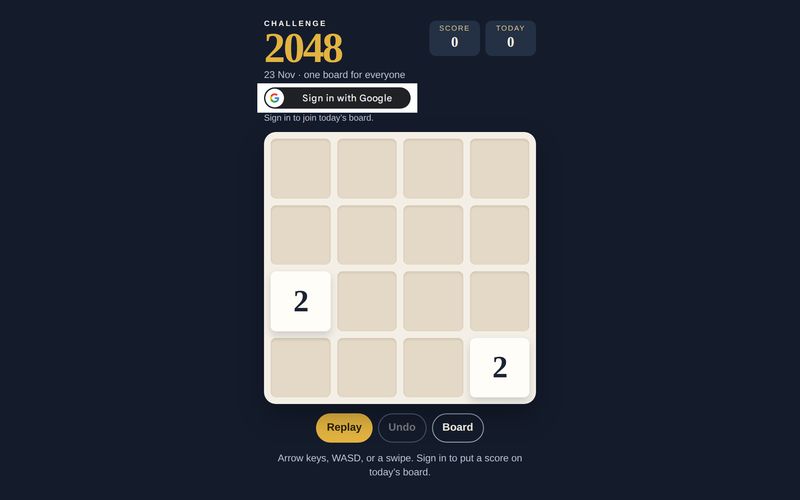 CHALLENGE
2048
23 Nov · one board for everyone
SCORE
0
TODAY
0
Sign in with Google
Sign in to join today's board.
2
2
Replay
Undo
Board
Arrow keys, WASD, or a swipe. Sign in to put a score on
today's board.